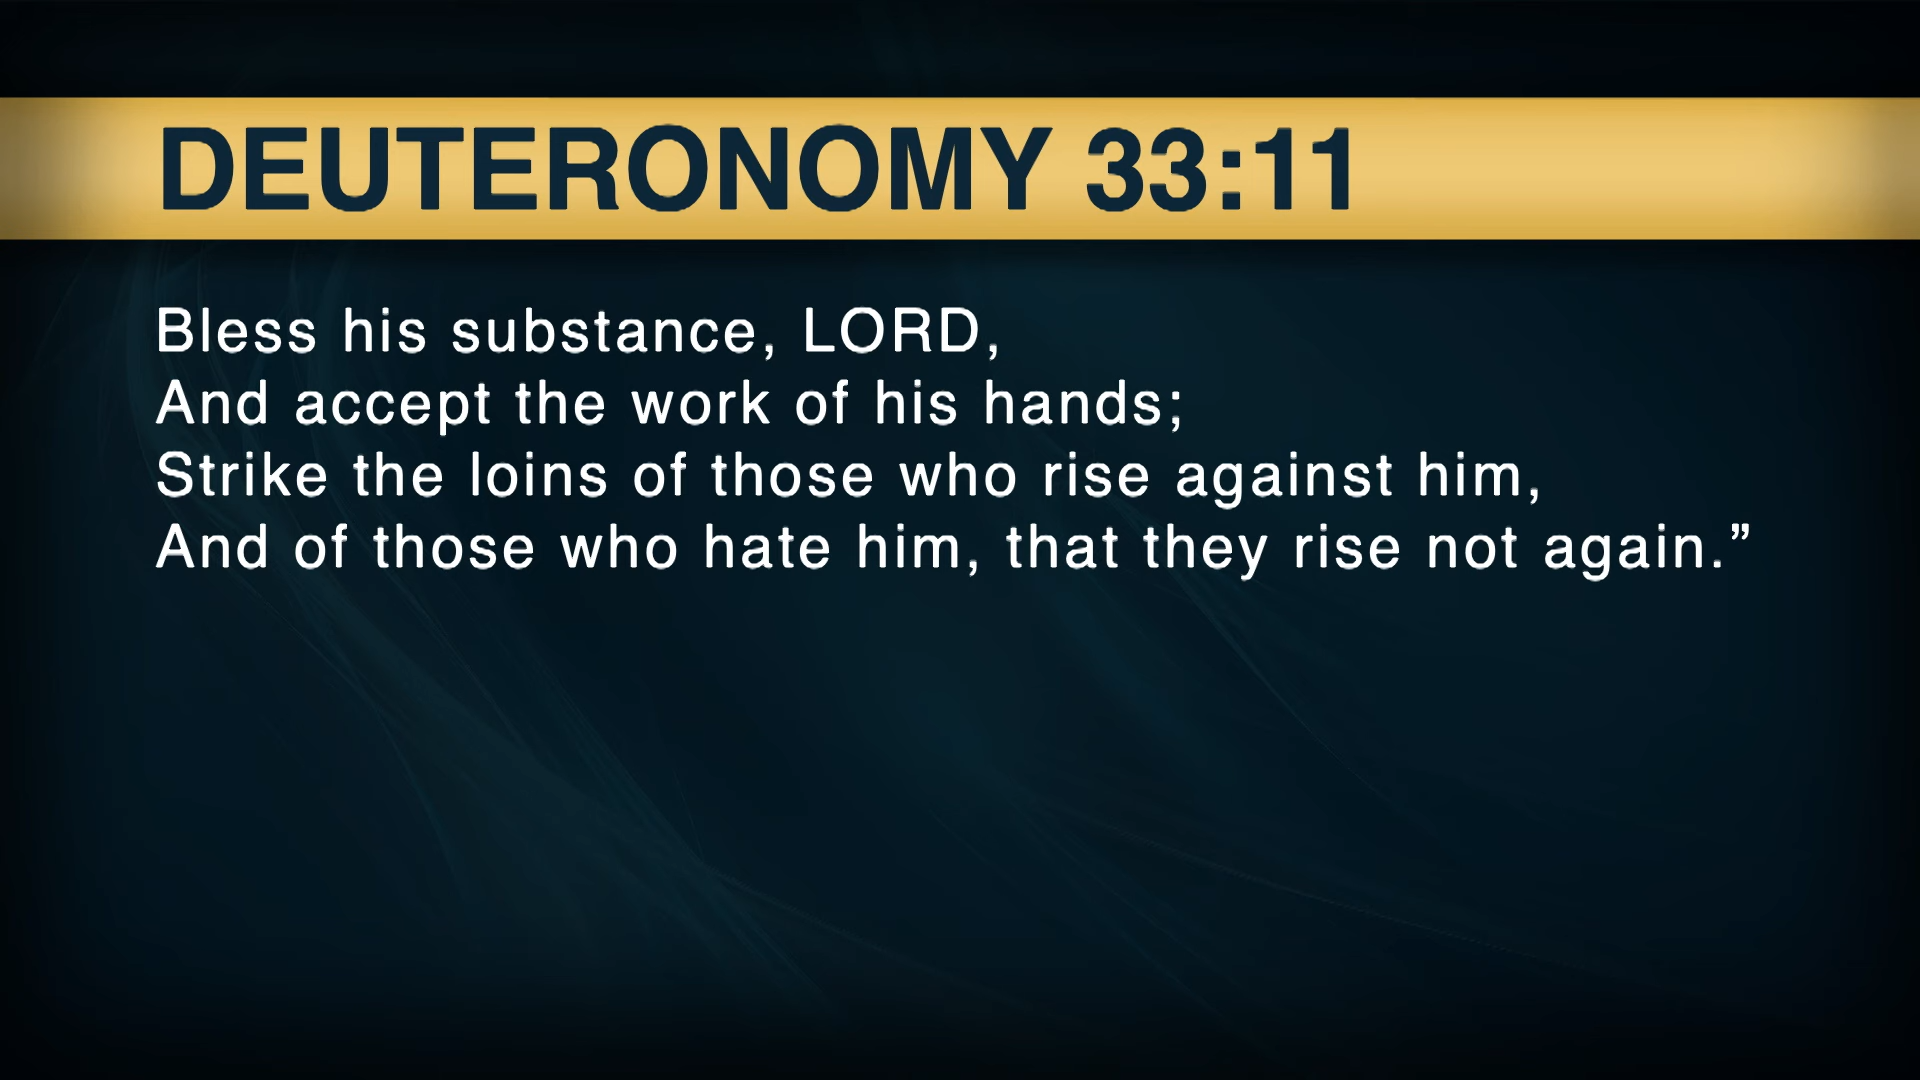 DEUTERONOMY 33:11
Bless his substance, LORD,
And accept the work of his hands;
Strike the loins of those who rise against him,
And of those who hate him, that they rise not again.”